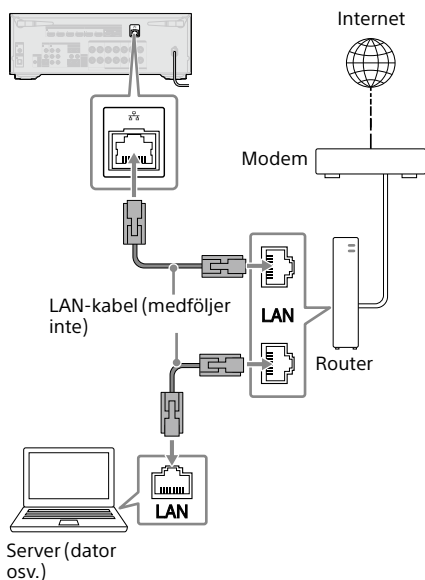 Internet
Modem
LAN-kabel (medföljer
inte)
LAN
Router
LAN
Server (dator
osv.)